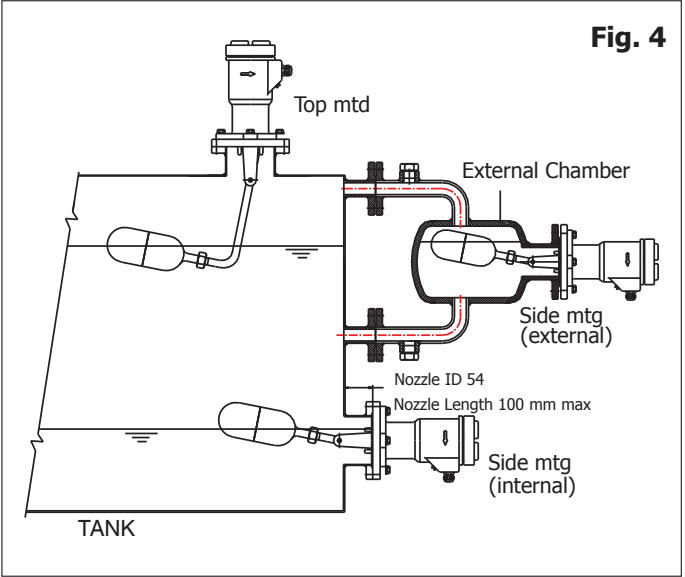 Fig. 4
Top mtd
External Chamber
Side mtg
(external)
Nozzle ID 54
Nozzle Length 100 mm max
Side mtg
(internal)
TANK